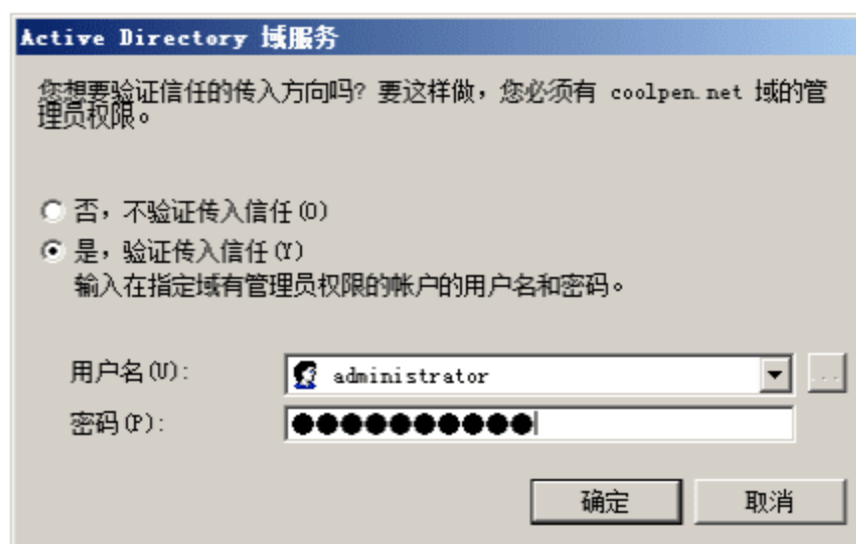 Active Directory 域服务
您想要验证信任的传入方向吗? 要这样做，您必须有 coolpen.net 域的管
理员权限。
否，不验证传入信任(O)
是，验证传入信任(Y)
输入在指定域有管理员权限的帐户的用户名和密码。
用户名(U): administrator ...
密码(P): ●●●●●●●●●●
确定 取消